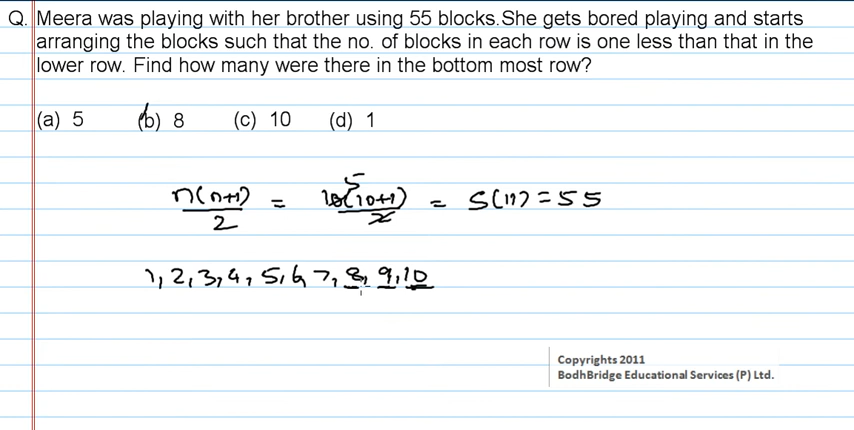 Q. Meera was playing with her brother using 55 blocks.She gets bored playing and starts
arranging the blocks such that the no. of blocks in each row is one less than that in the
lower row. Find how many were there in the bottom most row?
(a) 5 (b) 8 (c) 10 (d) 1
n(n+1)/2 = 5 10(10+1)/2 = 5(11) = 55
1, 2, 3, 4, 5, 6, 7, 8, 9, 10
Copyrights 2011
BodhBridge Educational Services (P) Ltd.